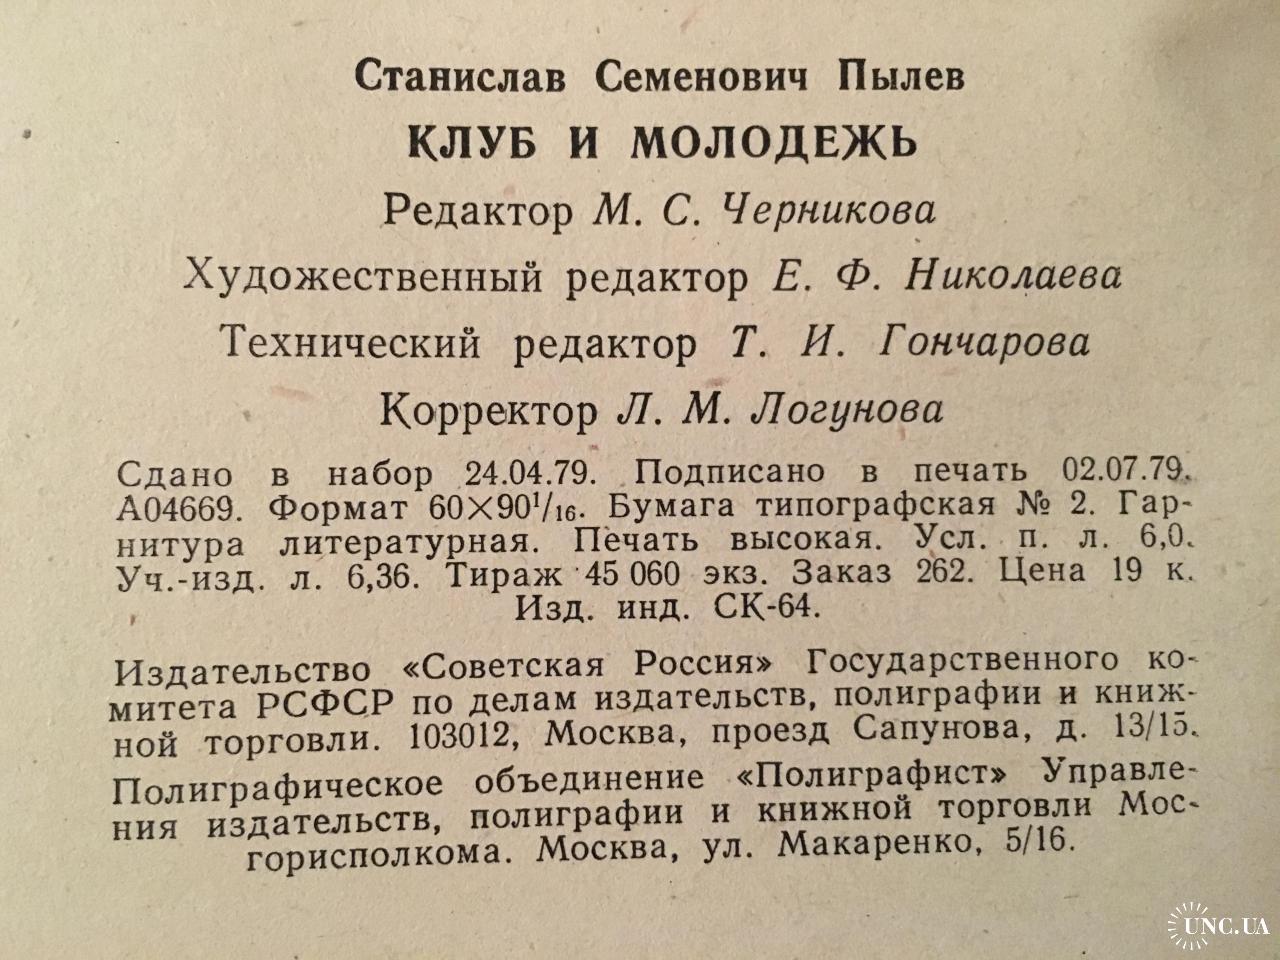 Станислав Семенович Пылев
КЛУБ И МОЛОДЕЖЬ
Редактор М. С. Черникова
Художественный редактор Е. Ф. Николаева
Технический редактор Т. И. Гончарова
Корректор Л. М. Логунова
Сдано в набор 24.04.79. Подписано в печать 02.07.79.
А04669. Формат 60×90¹/₁₆. Бумага типографская № 2. Гар-
нитура литературная. Печать высокая. Усл. п. л. 6,0.
Уч.-изд. л. 6,36. Тираж 45 060 экз. Заказ 262. Цена 19 к.
Изд. инд. СК-64.
Издательство «Советская Россия» Государственного ко-
митета РСФСР по делам издательств, полиграфии и книж-
ной торговли. 103012, Москва, проезд Сапунова, д. 13/15.
Полиграфическое объединение «Полиграфист» Управле-
ния издательств, полиграфии и книжной торговли Мос-
горисполкома. Москва, ул. Макаренко, 5/16.
UNC.UA